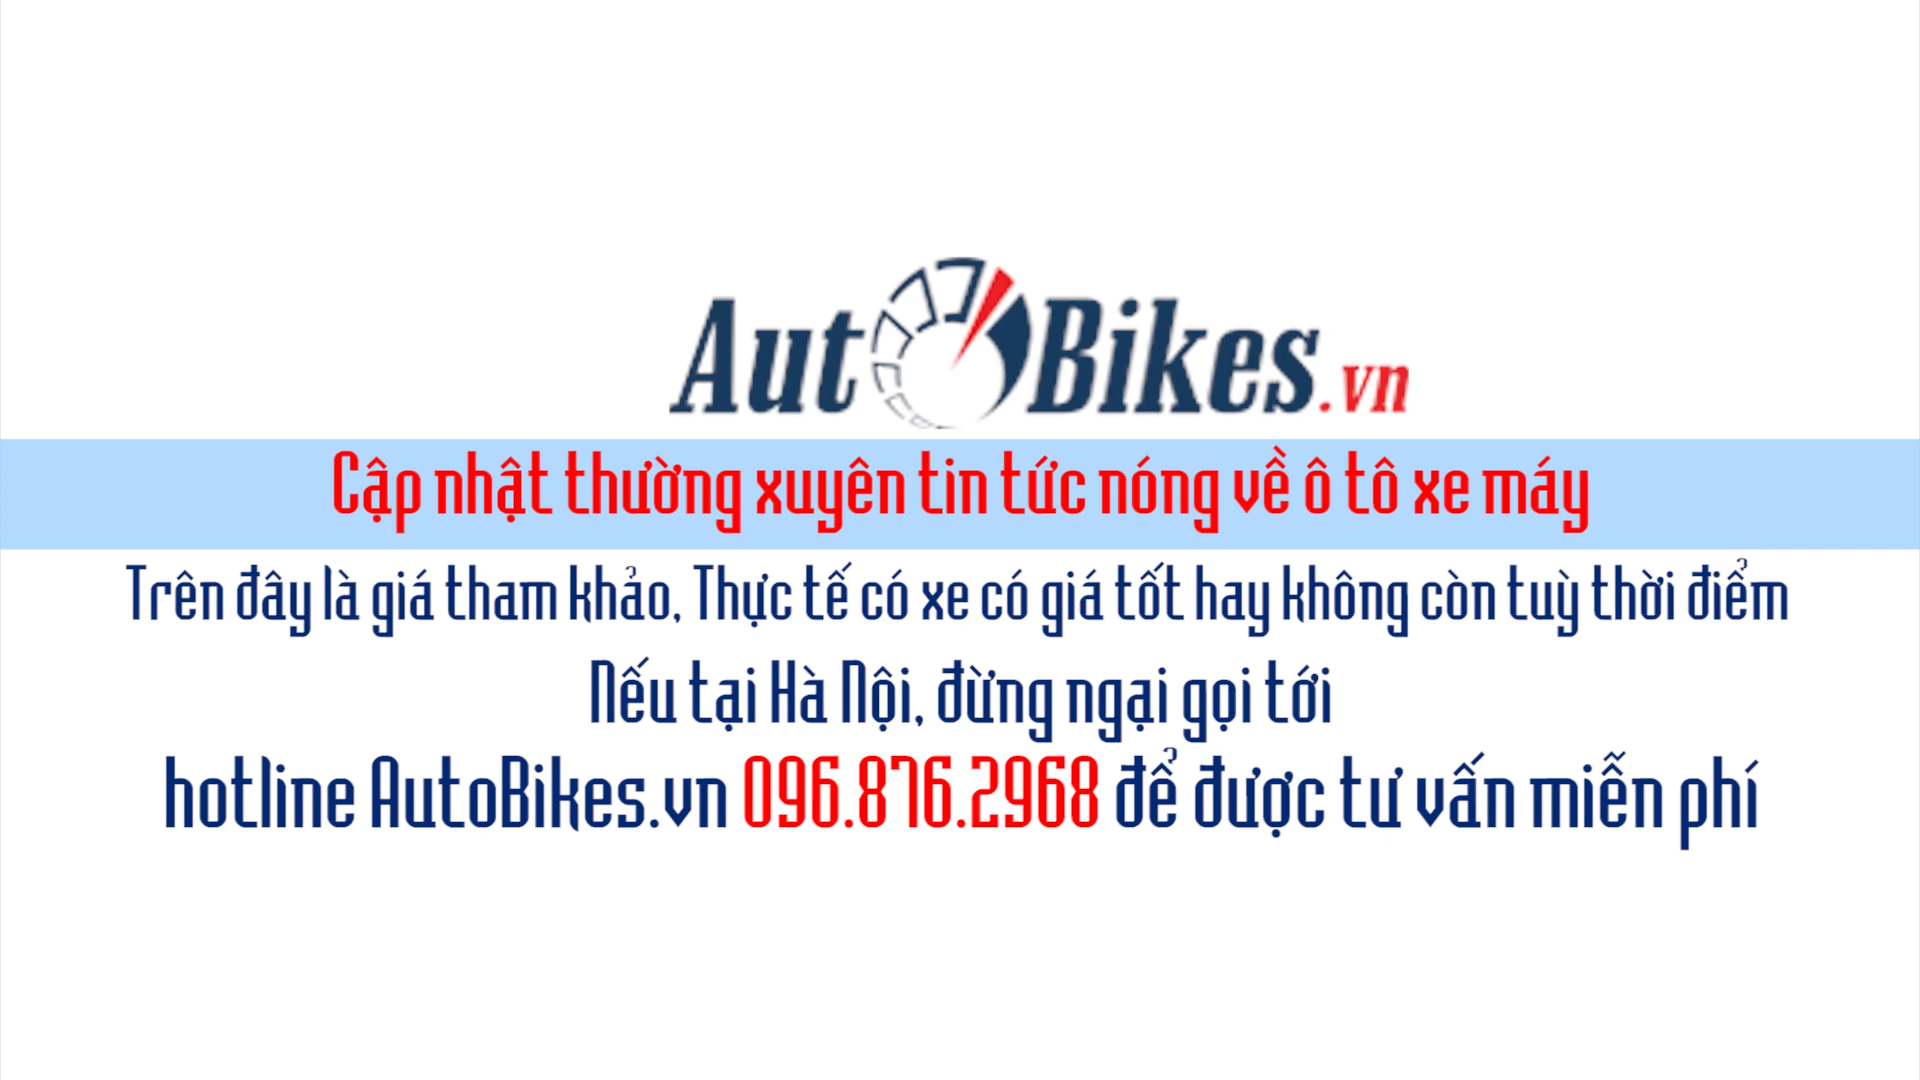 AutoBikes.vn
Cập nhật thường xuyên tin tức nóng về ô tô xe máy
Trên đây là giá tham khảo, Thực tế có xe có giá tốt hay không còn tuỳ thời điểm
Nếu tại Hà Nội, đừng ngại gọi tới
hotline AutoBikes.vn 096.876.2968 để được tư vấn miễn phí